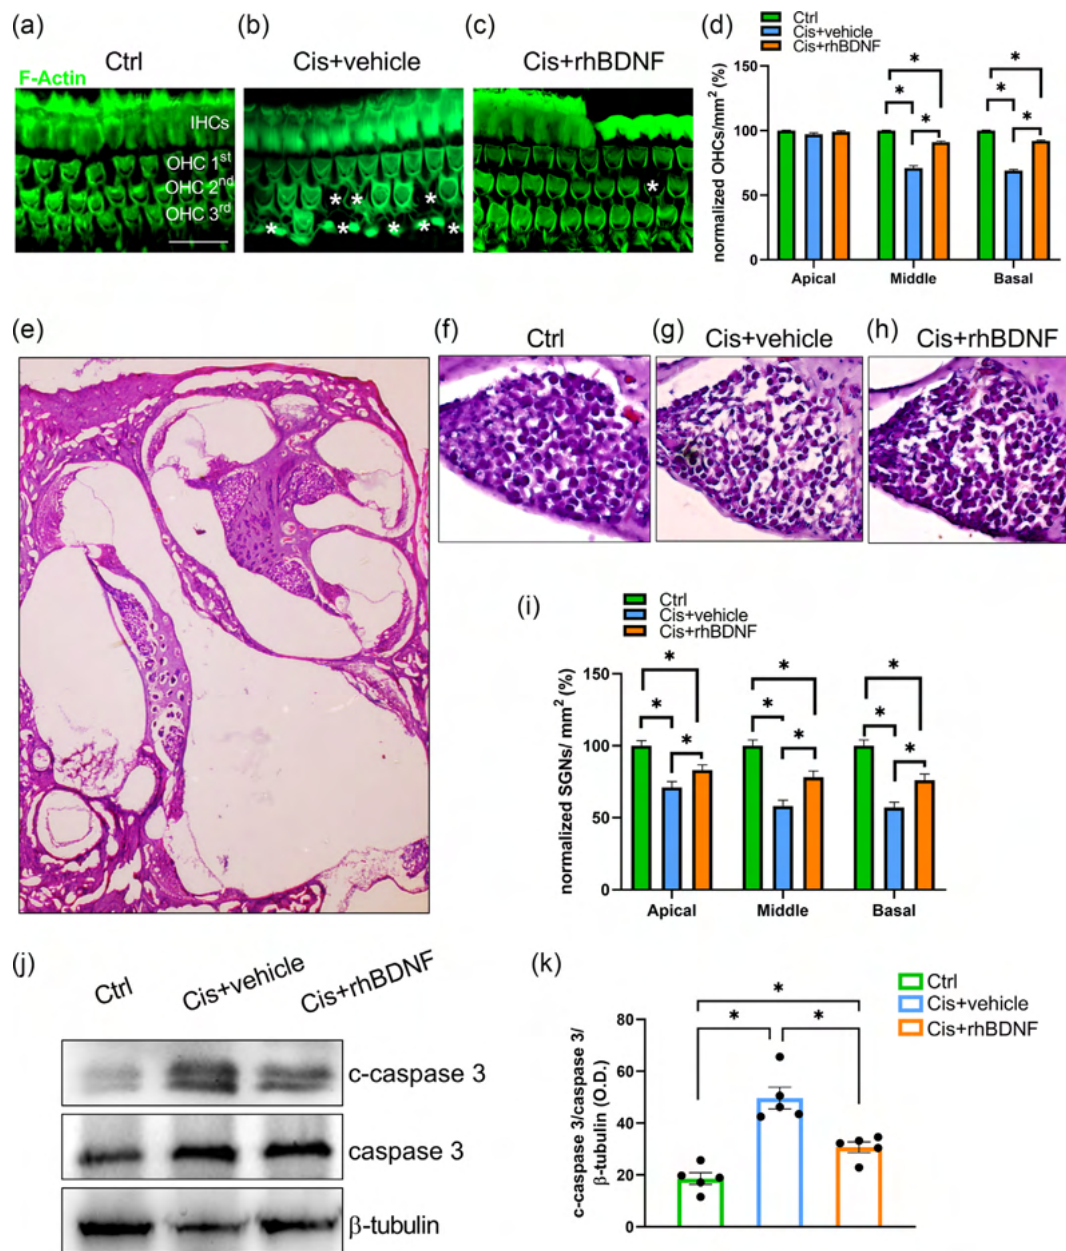 (a)
Ctrl
F-Actin
IHCs
OHC 1st
OHC 2nd
OHC 3rd
(b)
Cis+vehicle
* * *
* * * * *
(c)
Cis+rhBDNF
*
(d)
Ctrl
Cis+vehicle
Cis+rhBDNF
normalized OHCs/mm2 (%)
150
100
50
0
* * *
* * *
Apical Middle Basal
(e)
(f)
Ctrl
(g)
Cis+vehicle
(h)
Cis+rhBDNF
(i)
Ctrl
Cis+vehicle
Cis+rhBDNF
normalized SGNs/ mm2 (%)
150
100
50
0
* * *
* * *
* * *
Apical Middle Basal
(j)
Ctrl Cis+vehicle Cis+rhBDNF
c-caspase 3
caspase 3
β-tubulin
(k)
Ctrl
Cis+vehicle
Cis+rhBDNF
c-caspase 3/caspase 3/
β-tubulin (O.D.)
80
60
40
20
0
*
* *